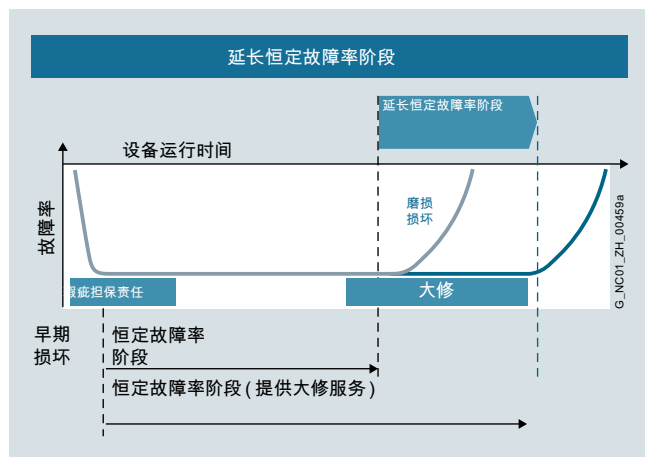 延长恒定故障率阶段
延长恒定故障率阶段
设备运行时间
故障率
磨损
损坏
G_NC01_ZH_00459a
瑕疵担保责任
大修
早期
损坏
恒定故障率
阶段
恒定故障率阶段(提供大修服务)